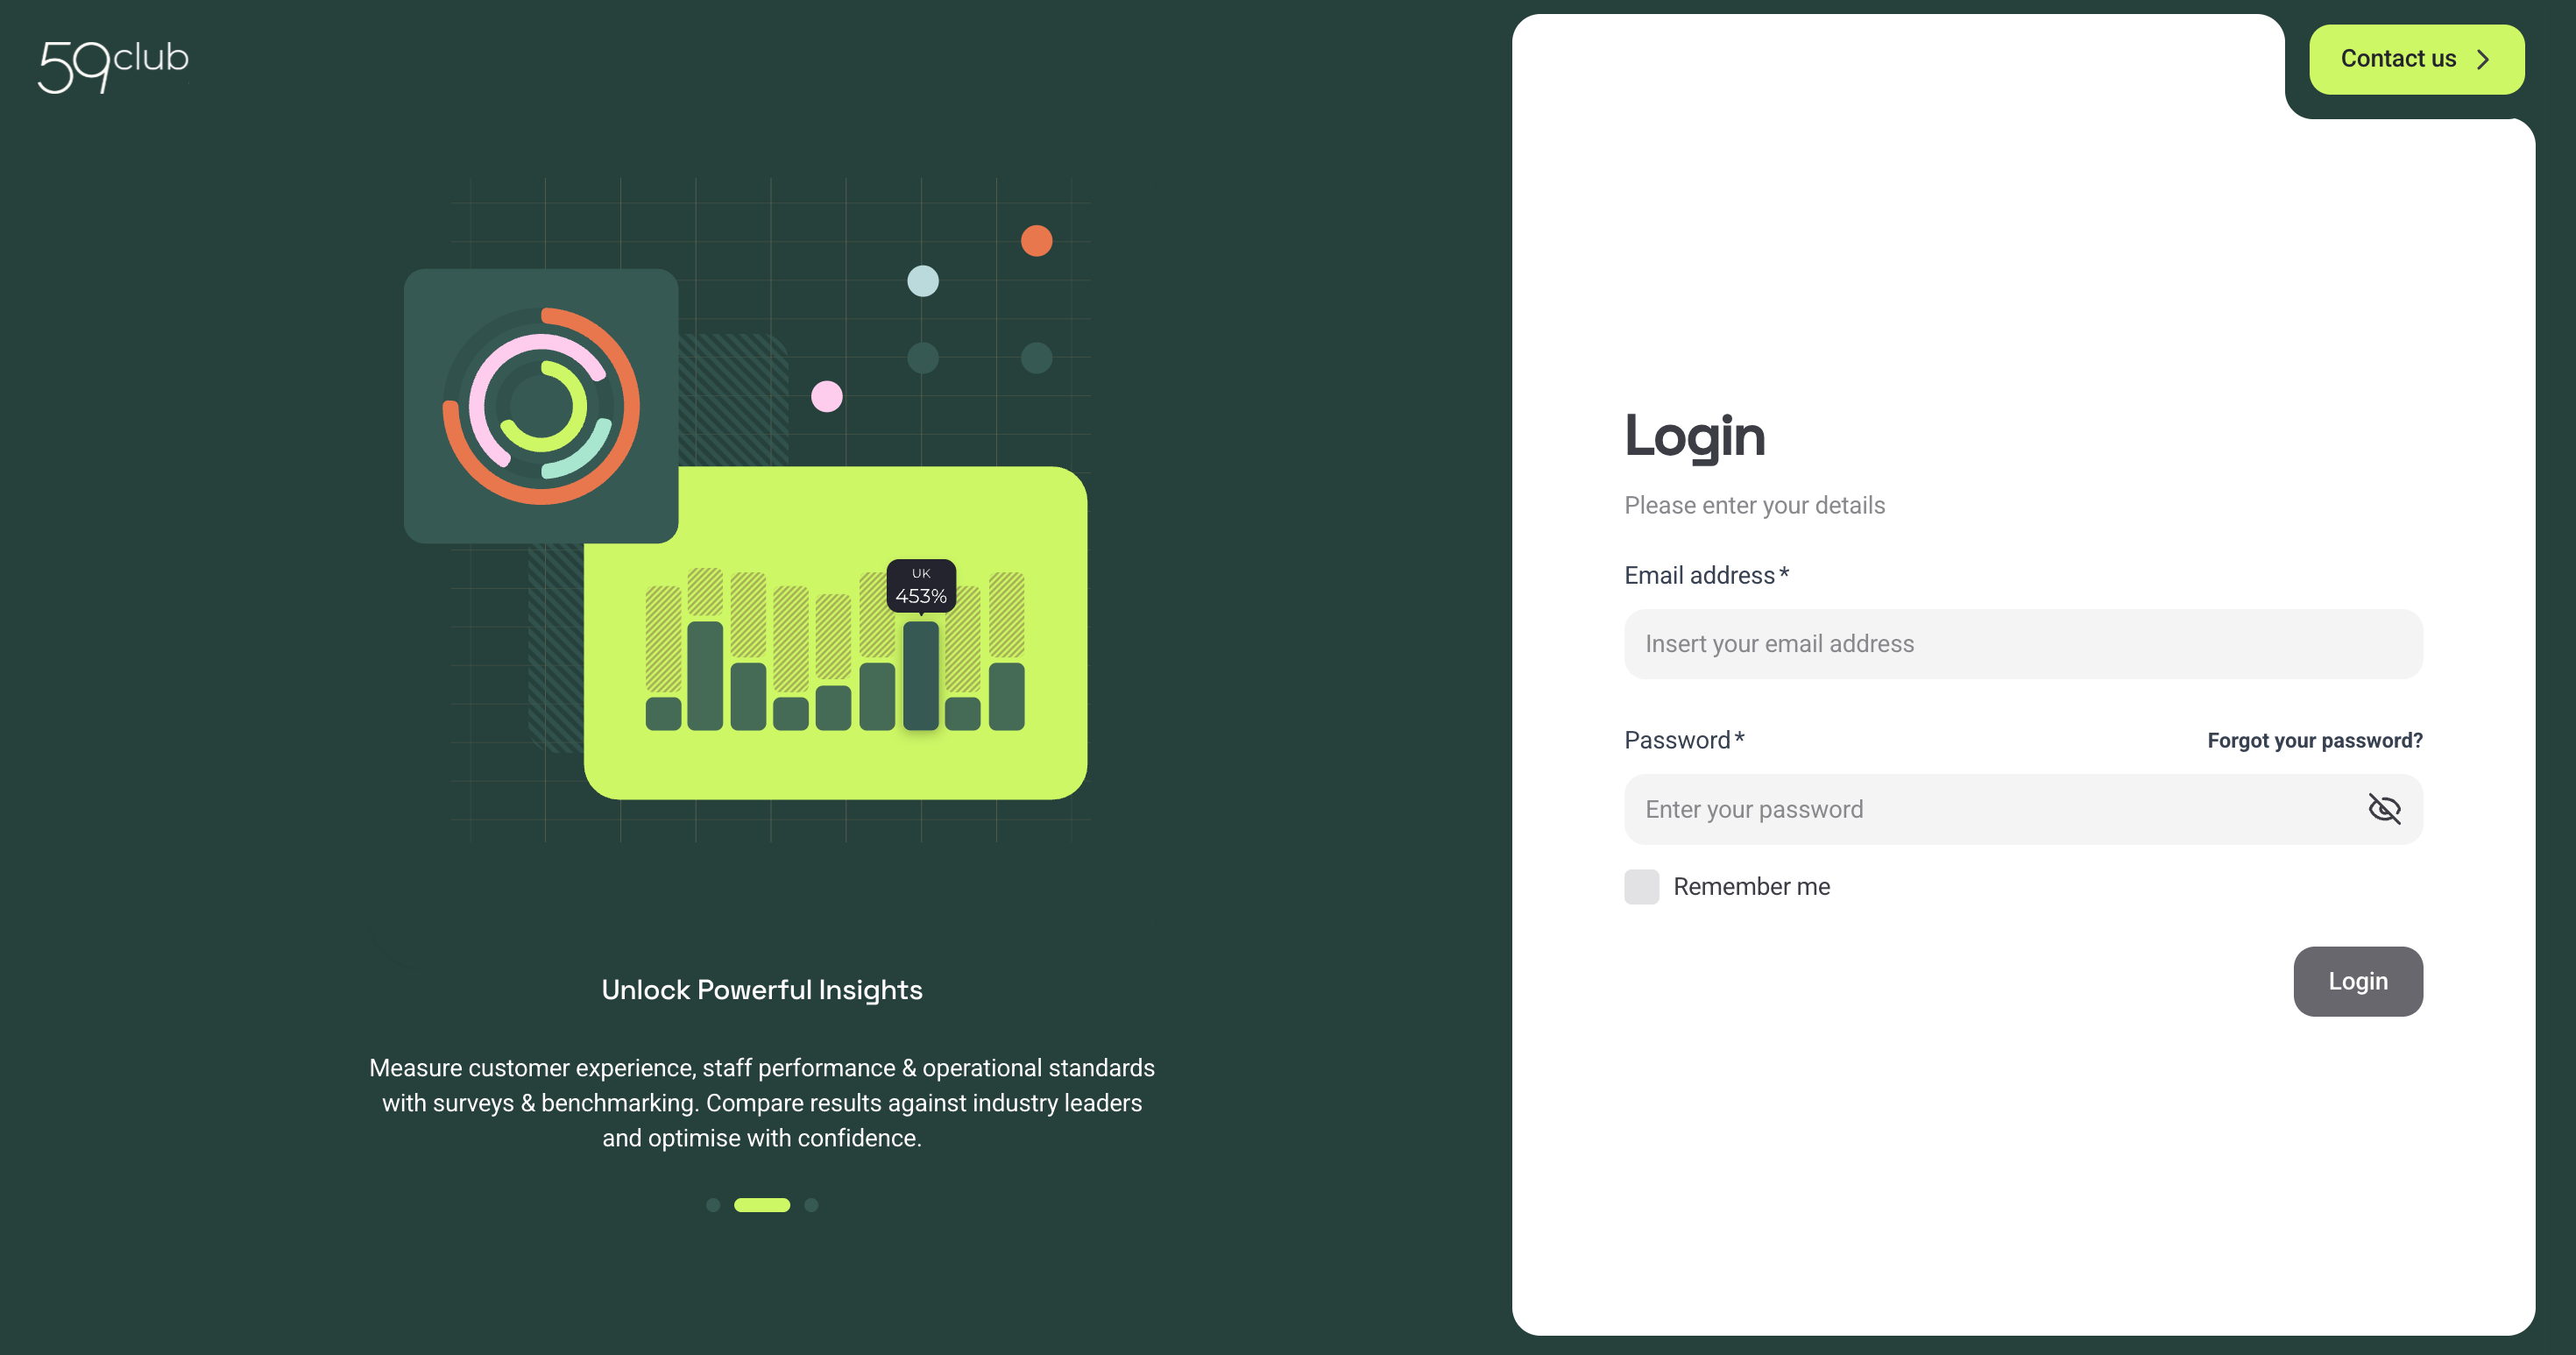 59club
Contact us
UK
453%
Unlock Powerful Insights
Measure customer experience, staff performance & operational standards
with surveys & benchmarking. Compare results against industry leaders
and optimise with confidence.
Login
Please enter your details
Email address*
Insert your email address
Password*
Forgot your password?
Enter your password
Remember me
Login